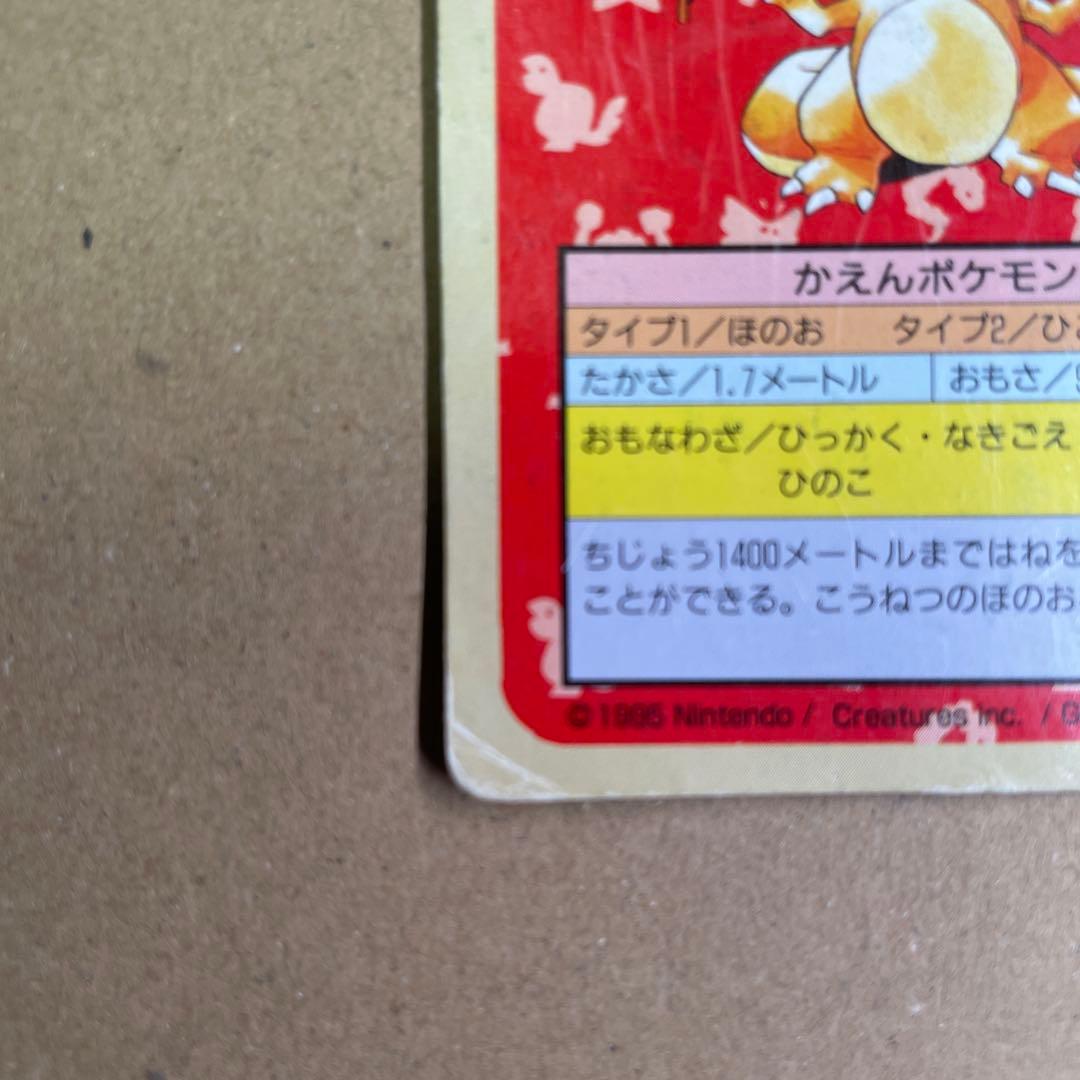 かえんポケモン
タイプ1／ほのお　タイプ2／ひ
たかさ／1.7メートル　おもさ／
おもなわざ／ひっかく・なきごえ
ひのこ
ちじょう1400メートルまではねを
ことができる。こうねつのほのお
© 1995 Nintendo / Creatures inc. / G